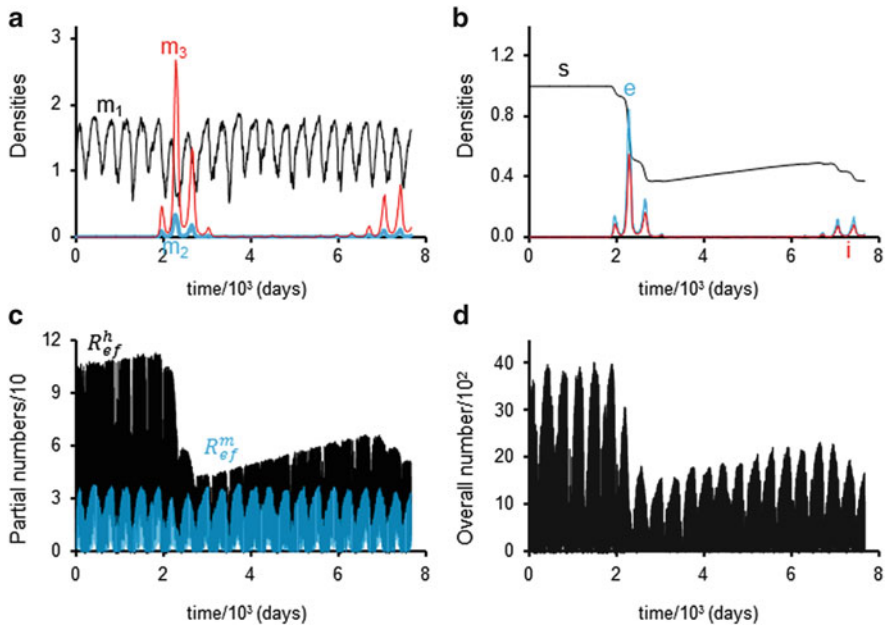 a
3
2
1
0
Densities
m₁
m₃
m₂
0 2 4 6 8
time/10³ (days)
b
1.2
0.8
0.4
0.0
Densities
s
e
i
0 2 4 6 8
time/10³ (days)
c
12
9
6
3
0
Partial numbers/10
R^h_ef
R^m_ef
0 2 4 6 8
time/10³ (days)
d
40
30
20
10
0
Overall number/10²
0 2 4 6 8
time/10³ (days)